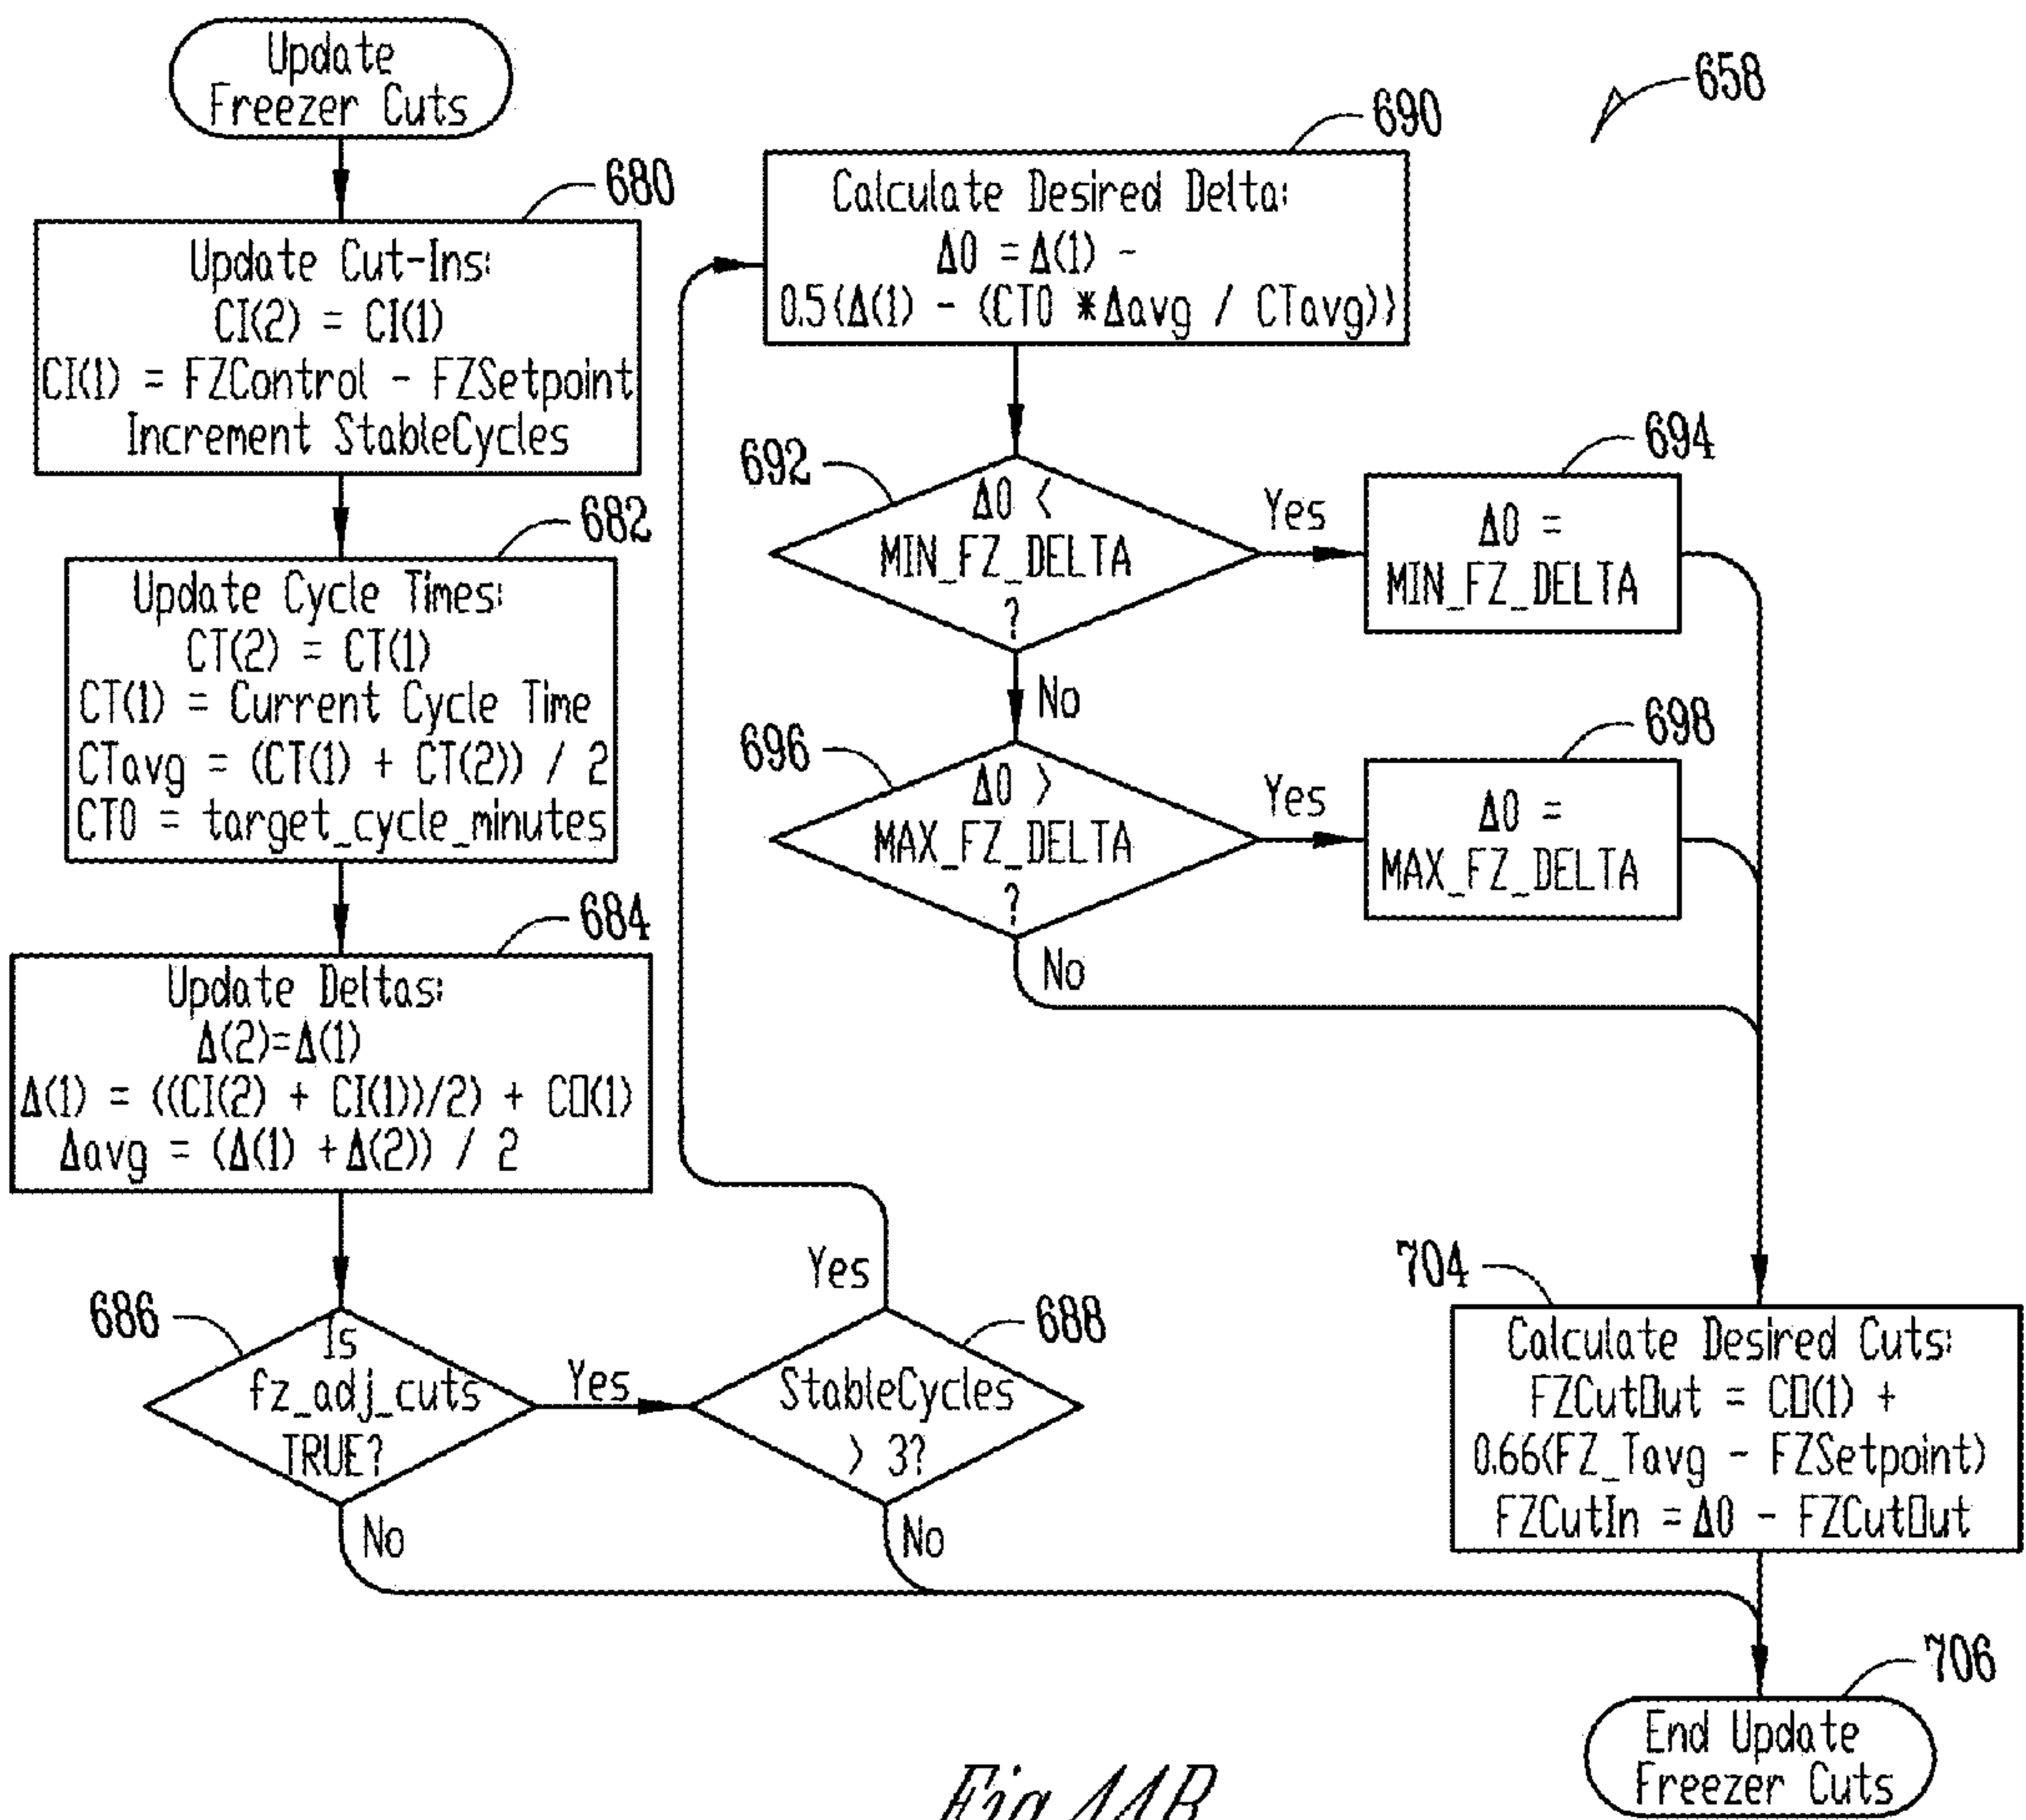 Update
Freezer Cuts
680
Update Cut-Ins:
CI(2) = CI(1)
CI(1) = FZControl - FZSetpoint
Increment StableCycles
682
Update Cycle Times:
CT(2) = CT(1)
CT(1) = Current Cycle Time
CTavg = (CT(1) + CT(2)) / 2
CT0 = target_cycle_minutes
684
Update Deltas:
Δ(2)=Δ(1)
Δ(1) = ((CI(2) + CI(1))/2) + CO(1)
Δavg = (Δ(1) +Δ(2)) / 2
686
Is
fz_adj_cuts
TRUE?
Yes
No
688
StableCycles
> 3?
Yes
No
658
690
Calculate Desired Delta:
Δ0 =Δ(1) -
0.5(Δ(1) - (CT0 *Δavg / CTavg))
692
Δ0 <
MIN_FZ_DELTA
?
Yes
No
694
Δ0 =
MIN_FZ_DELTA
696
Δ0 >
MAX_FZ_DELTA
?
Yes
No
698
Δ0 =
MAX_FZ_DELTA
704
Calculate Desired Cuts:
FZCutOut = CO(1) +
0.66(FZ_Tavg - FZSetpoint)
FZCutIn =Δ0 - FZCutOut
706
End Update
Freezer Cuts
Fig. 44B